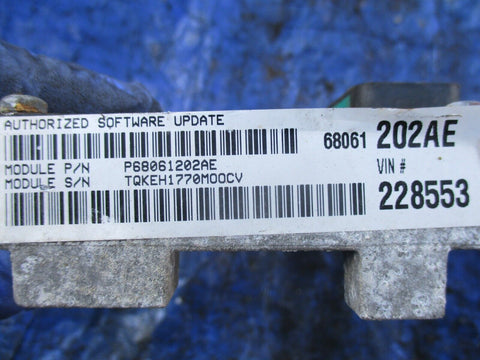 AUTHORIZED SOFTWARE UPDATE
68061 202AE
MODULE P/N P68061202AE
MODULE S/N TQKEH1770M00CV
VIN #
228553